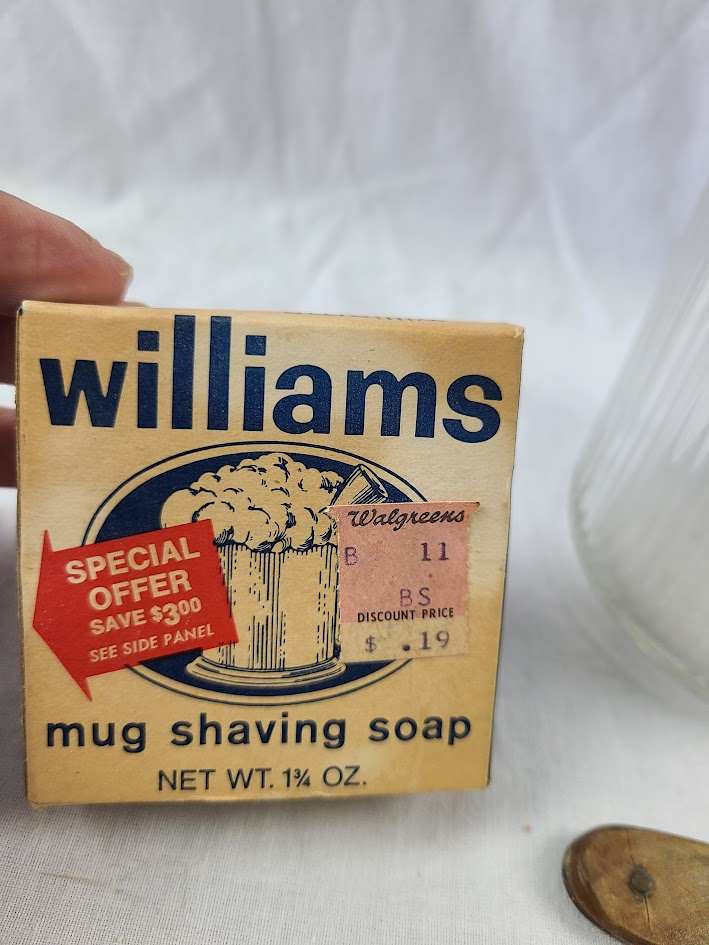 williams
SPECIAL
OFFER
SAVE $3.00
SEE SIDE PANEL
Walgreens
B 11
BS
DISCOUNT PRICE
$ .19
mug shaving soap
NET WT. 1¾ OZ.